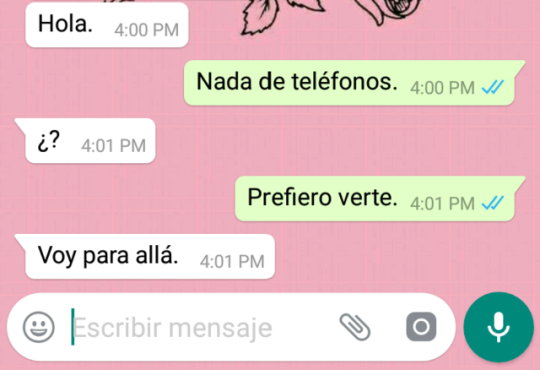 Hola. 4:00 PM
Nada de teléfonos. 4:00 PM
¿? 4:01 PM
Prefiero verte. 4:01 PM
Voy para allá. 4:01 PM
Escribir mensaje